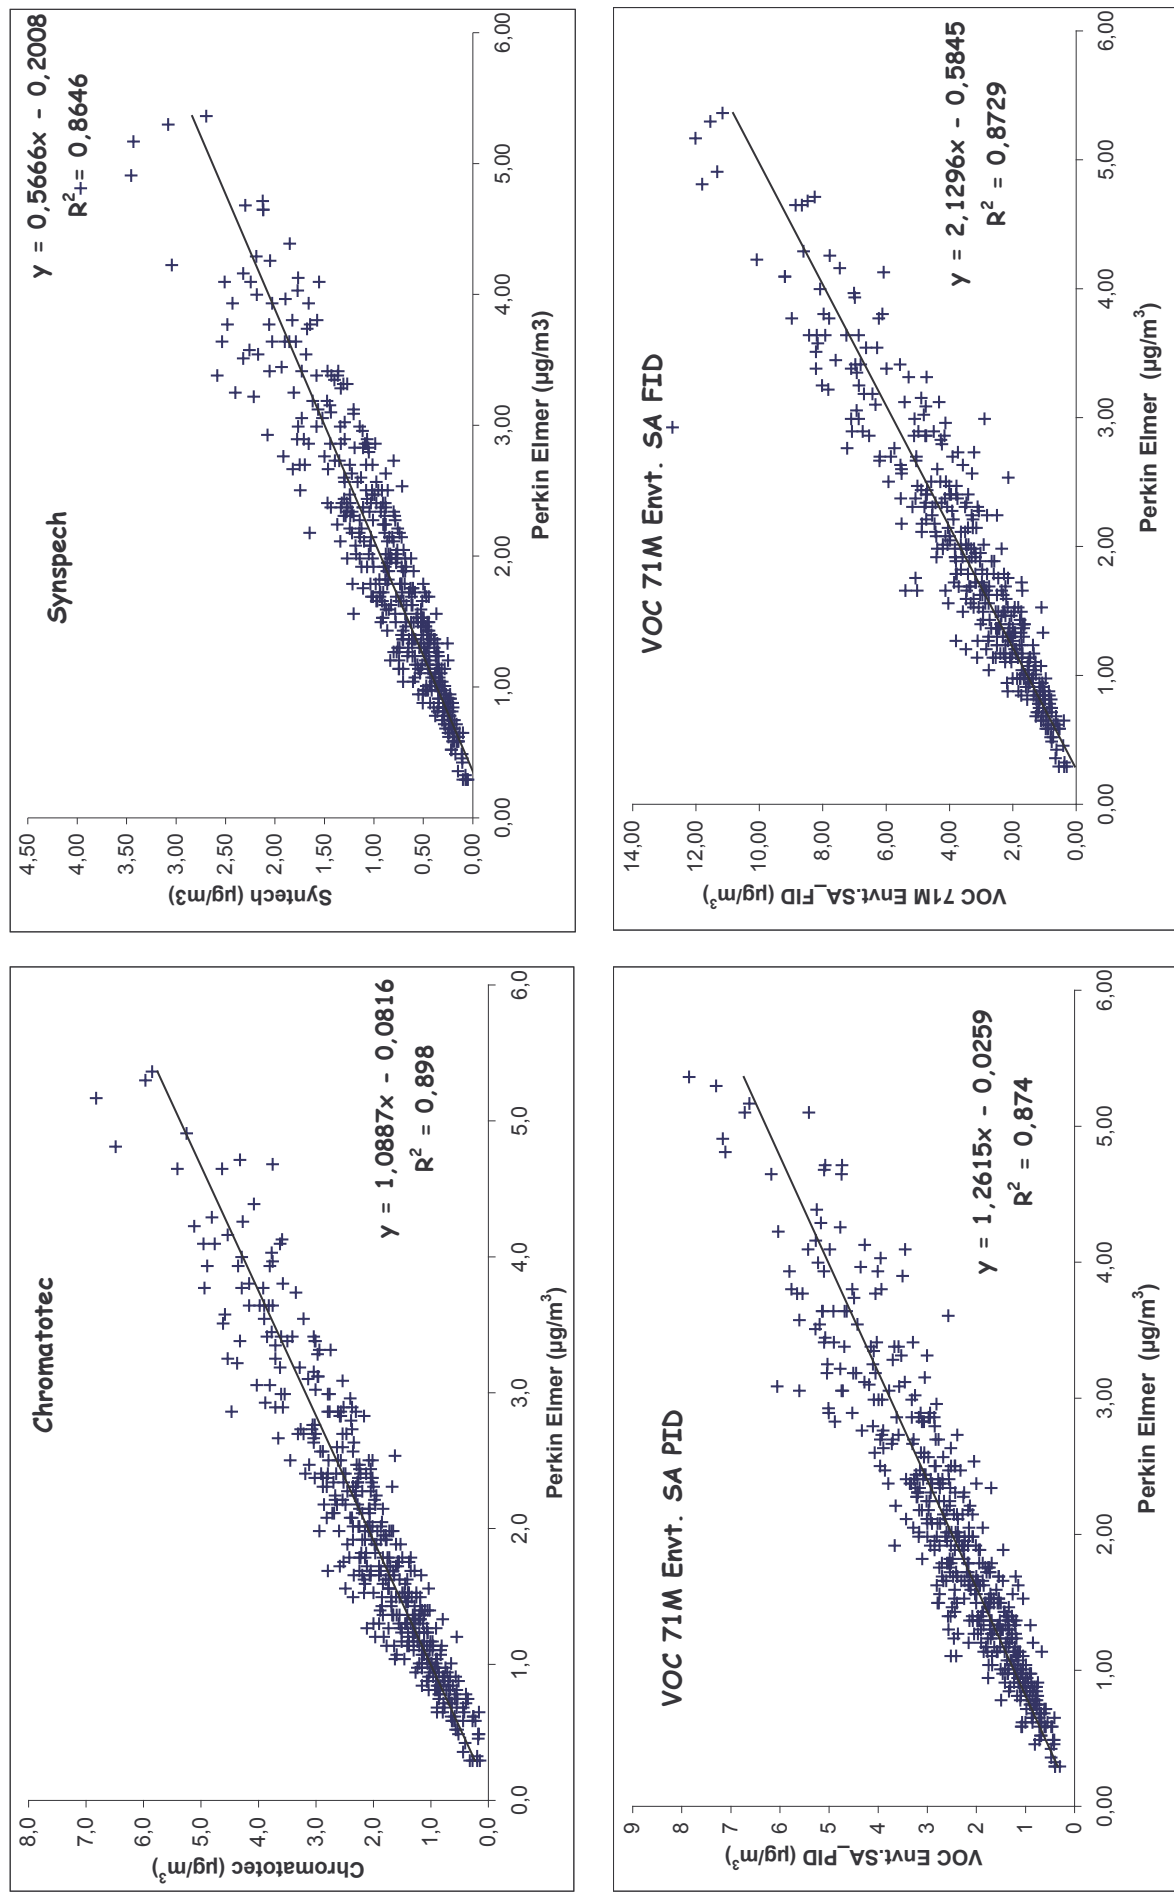 Chromatotec
8,0
7,0
6,0
5,0
4,0
3,0
2,0
1,0
0,0
Chromatotec (µg/m³)
y = 1,0887x - 0,0816
R² = 0,898
0,0 1,0 2,0 3,0 4,0 5,0 6,0
Perkin Elmer (µg/m³)
Synspech
4,50
4,00
3,50
3,00
2,50
2,00
1,50
1,00
0,50
0,00
Syntech (µg/m3)
y = 0,5666x - 0,2008
R² = 0,8646
0,00 1,00 2,00 3,00 4,00 5,00 6,00
Perkin Elmer (µg/m3)
VOC 71M Envt. SA PID
9
8
7
6
5
4
3
2
1
0
VOC Envt.SA_PID (µg/m³)
y = 1,2615x - 0,0259
R² = 0,874
0,00 1,00 2,00 3,00 4,00 5,00 6,00
Perkin Elmer (µg/m³)
VOC 71M Envt. SA FID
14,00
12,00
10,00
8,00
6,00
4,00
2,00
0,00
VOC 71M Envt.SA_FID (µg/m³)
y = 2,1296x - 0,5845
R² = 0,8729
0,00 1,00 2,00 3,00 4,00 5,00 6,00
Perkin Elmer (µg/m³)